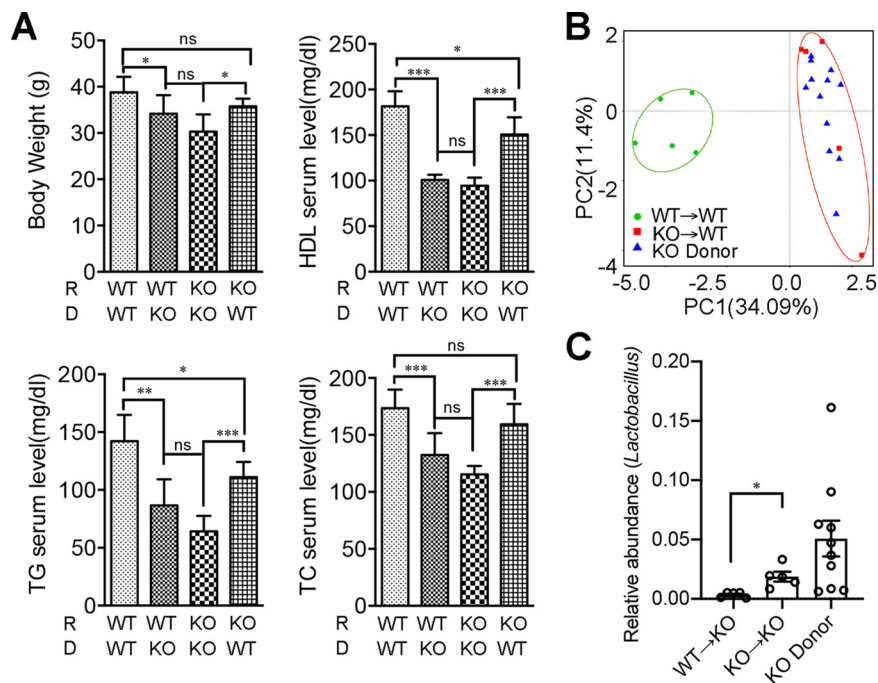 A
Body Weight (g)
50
40
30
20
10
0
ns
*
ns
*
R WT WT KO KO
D WT KO KO WT
HDL serum level(mg/dl)
250
200
150
100
50
0
*
***
ns
***
R WT WT KO KO
D WT KO KO WT
TG serum level(mg/dl)
200
150
100
50
0
*
**
ns
***
R WT WT KO KO
D WT KO KO WT
TC serum level(mg/dl)
200
150
100
50
0
ns
***
ns
***
R WT WT KO KO
D WT KO KO WT
B
PC2(11.4%)
2
0
-2
-4
WT→WT
KO→WT
KO Donor
-5.0 -2.5 0.0 2.5
PC1(34.09%)
C
Relative abundance (Lactobacillus)
0.20
0.15
0.10
0.05
0.00
*
WT→KO
KO→KO
KO Donor